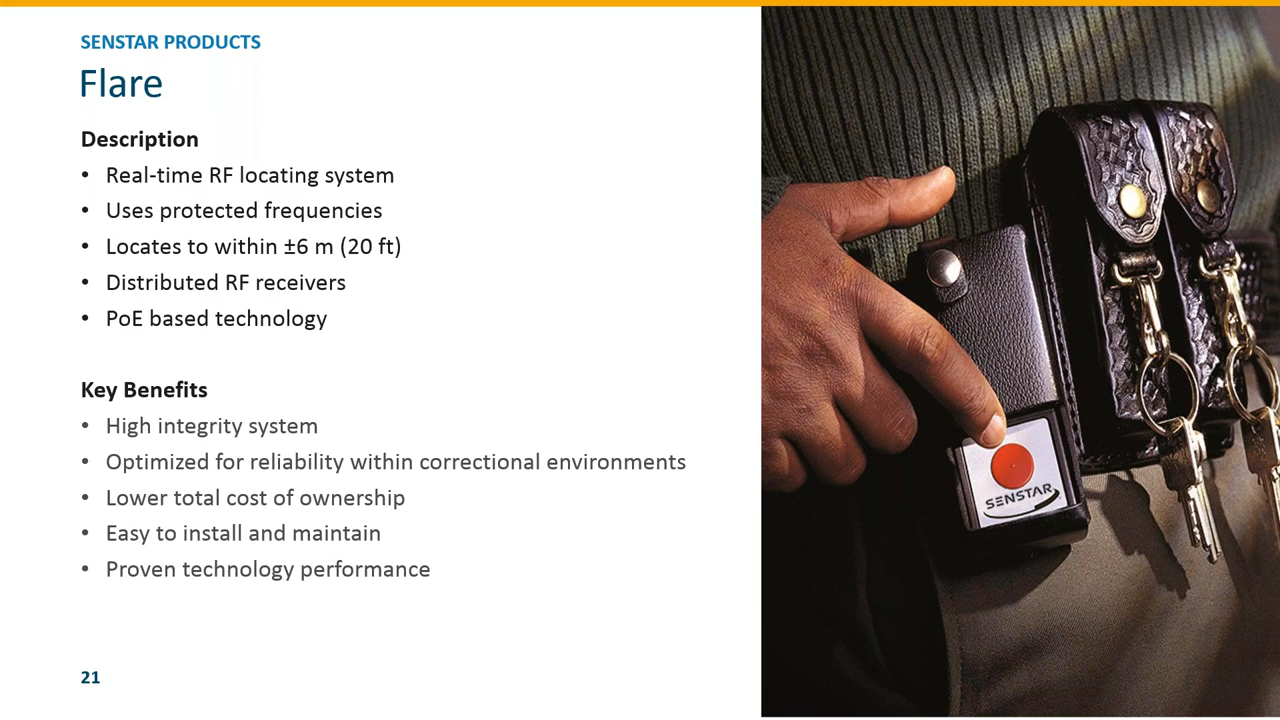 SENSTAR PRODUCTS
Flare
Description
• Real-time RF locating system
• Uses protected frequencies
• Locates to within ±6 m (20 ft)
• Distributed RF receivers
• PoE based technology
Key Benefits
• High integrity system
• Optimized for reliability within correctional environments
• Lower total cost of ownership
• Easy to install and maintain
• Proven technology performance
21
SENSTAR